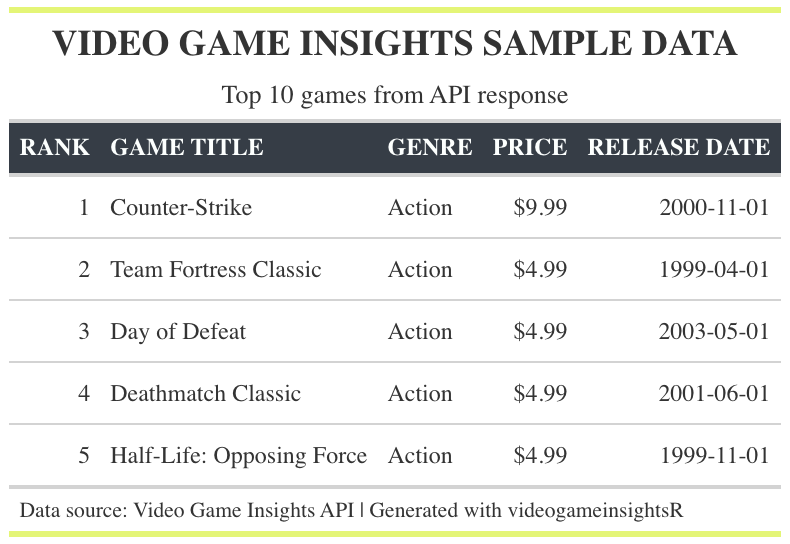 VIDEO GAME INSIGHTS SAMPLE DATA
Top 10 games from API response
RANK GAME TITLE GENRE PRICE RELEASE DATE
1 Counter-Strike Action $9.99 2000-11-01
2 Team Fortress Classic Action $4.99 1999-04-01
3 Day of Defeat Action $4.99 2003-05-01
4 Deathmatch Classic Action $4.99 2001-06-01
5 Half-Life: Opposing Force Action $4.99 1999-11-01
Data source: Video Game Insights API | Generated with videogameinsightsR